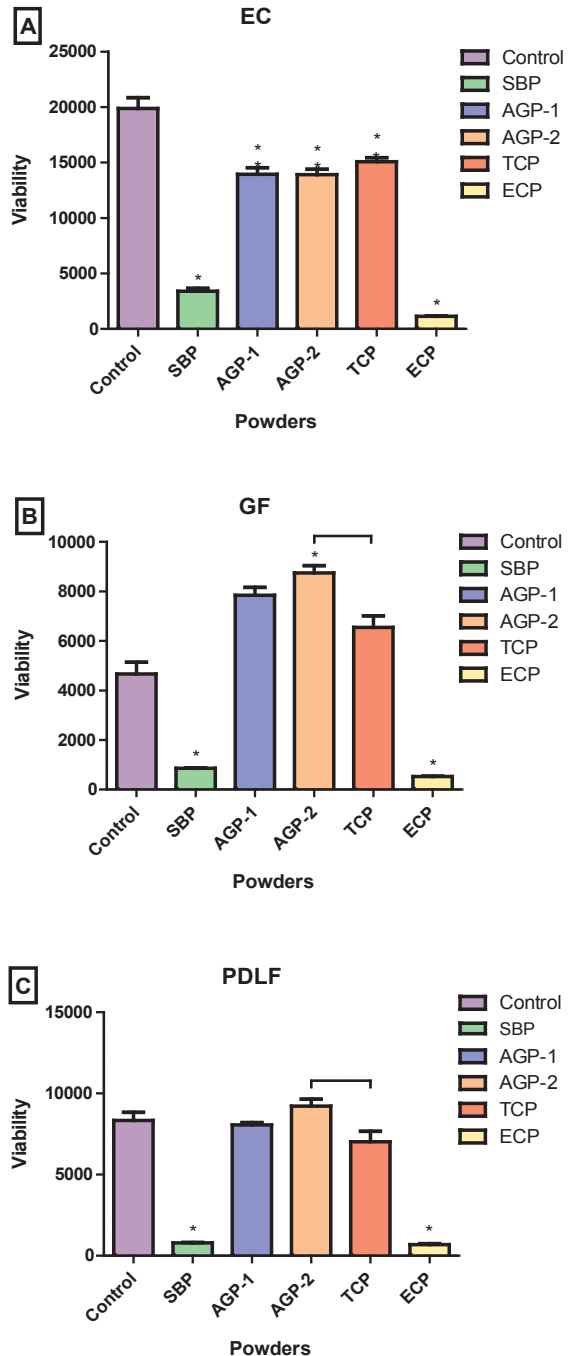 A
EC
25000
20000
15000
10000
5000
0
Viability
*
* *
* *
* *
*
*
Control
SBP
AGP-1
AGP-2
TCP
ECP
Powders
Control
SBP
AGP-1
AGP-2
TCP
ECP
B
GF
10000
8000
6000
4000
2000
0
Viability
*
*
*
Control
SBP
AGP-1
AGP-2
TCP
ECP
Powders
Control
SBP
AGP-1
AGP-2
TCP
ECP
C
PDLF
15000
10000
5000
0
Viability
*
*
Control
SBP
AGP-1
AGP-2
TCP
ECP
Powders
Control
SBP
AGP-1
AGP-2
TCP
ECP